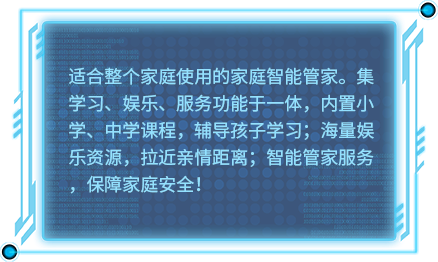 适合整个家庭使用的家庭智能管家。集
学习、娱乐、服务功能于一体，内置小
学、中学课程，辅导孩子学习；海量娱
乐资源，拉近亲情距离；智能管家服务
，保障家庭安全！